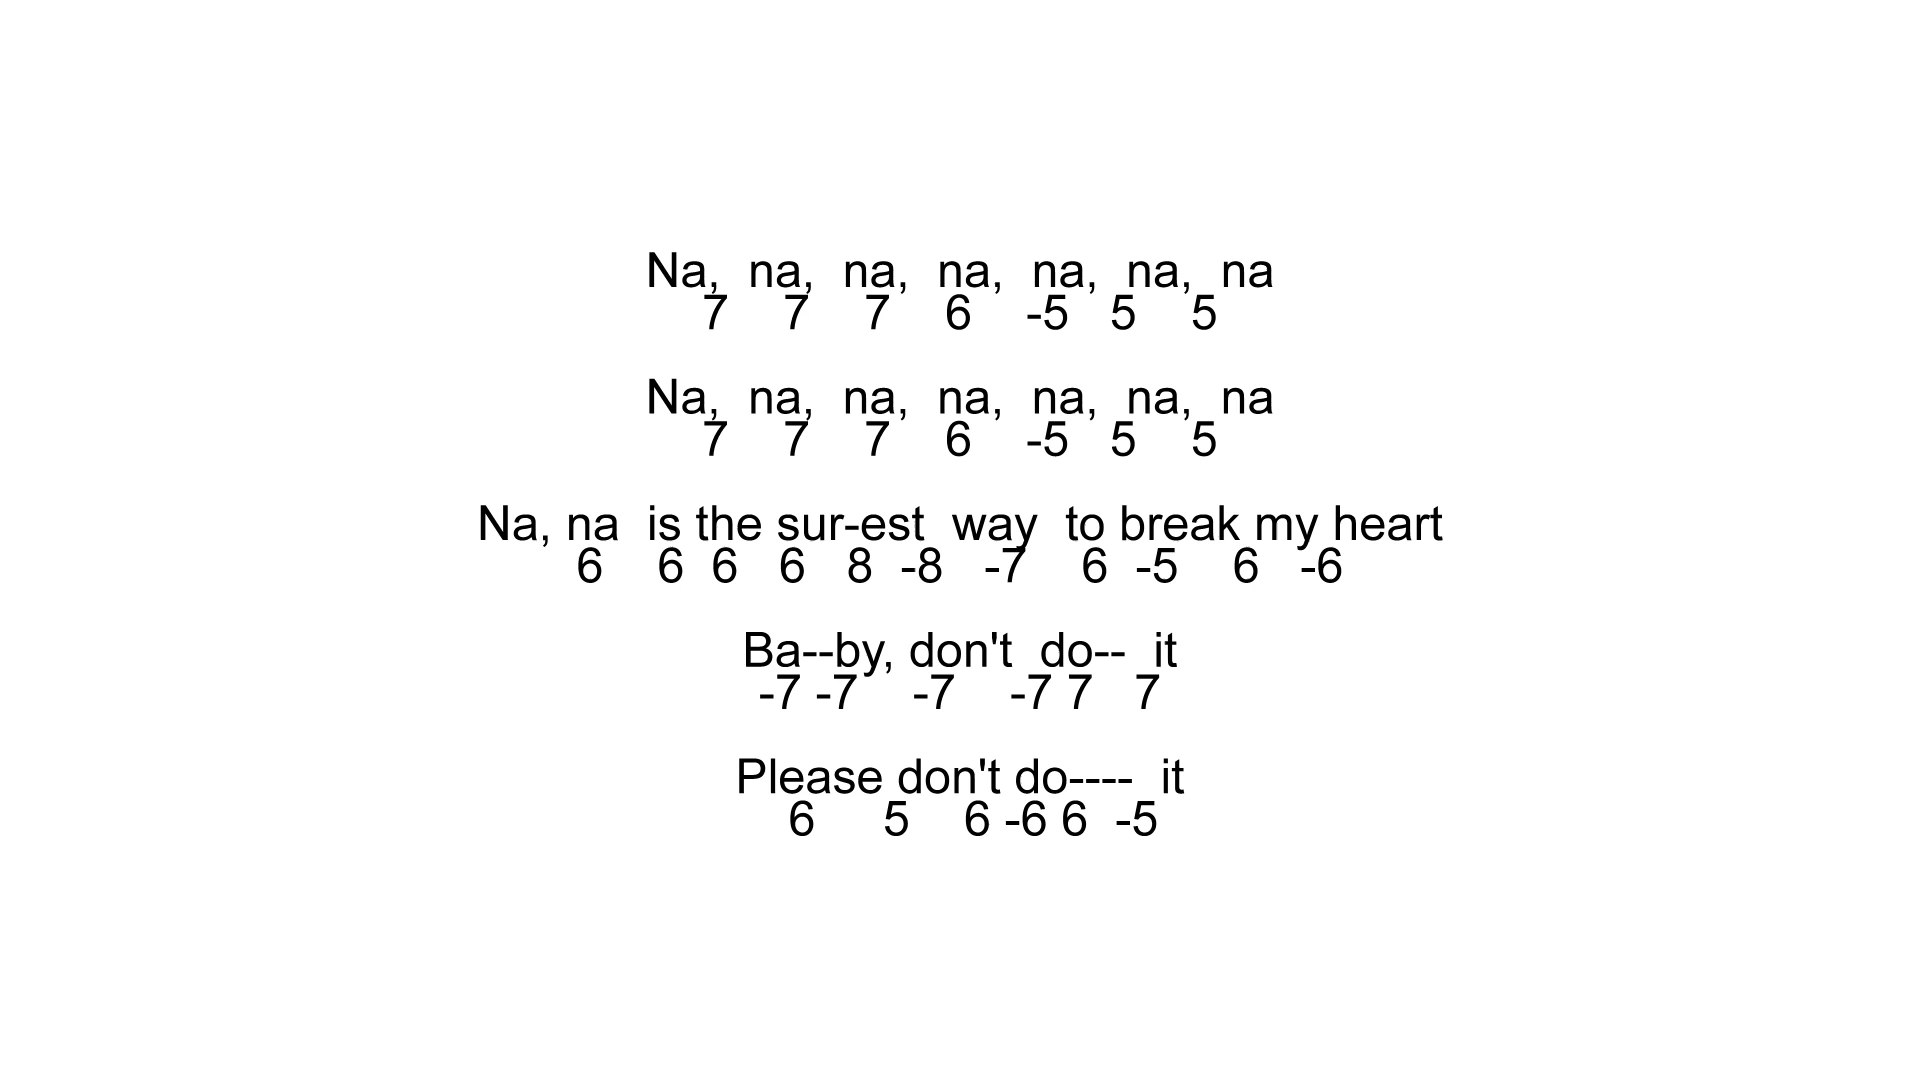 Na,  na,  na,  na,  na,  na,  na
7    7    7    6    -5   5    5
Na,  na,  na,  na,  na,  na,  na
7    7    7    6    -5   5    5
Na, na  is the sur-est  way  to break my heart
6    6  6   6   8  -8   -7    6  -5    6   -6
Ba--by, don't  do--  it
-7 -7    -7    -7 7   7
Please don't do----  it
6     5    6 -6 6  -5